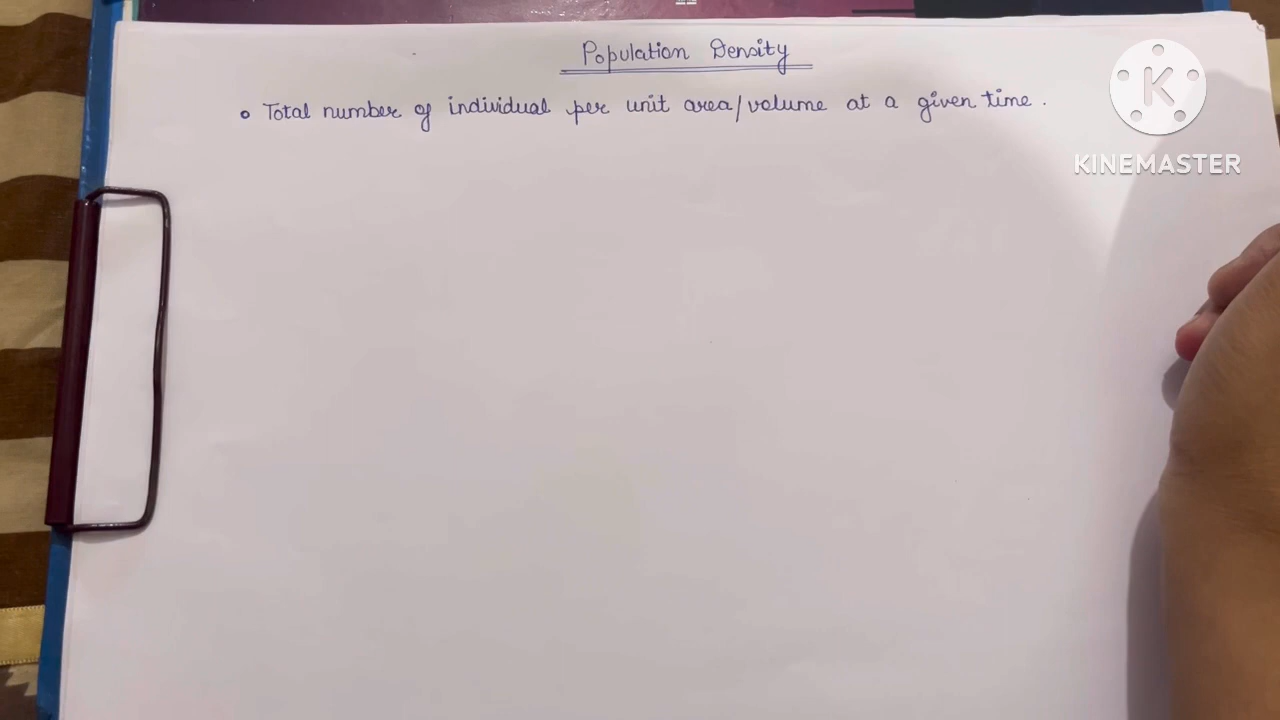 Population Density
Total number of individual per unit area/volume at a given time.
K
KINEMASTER